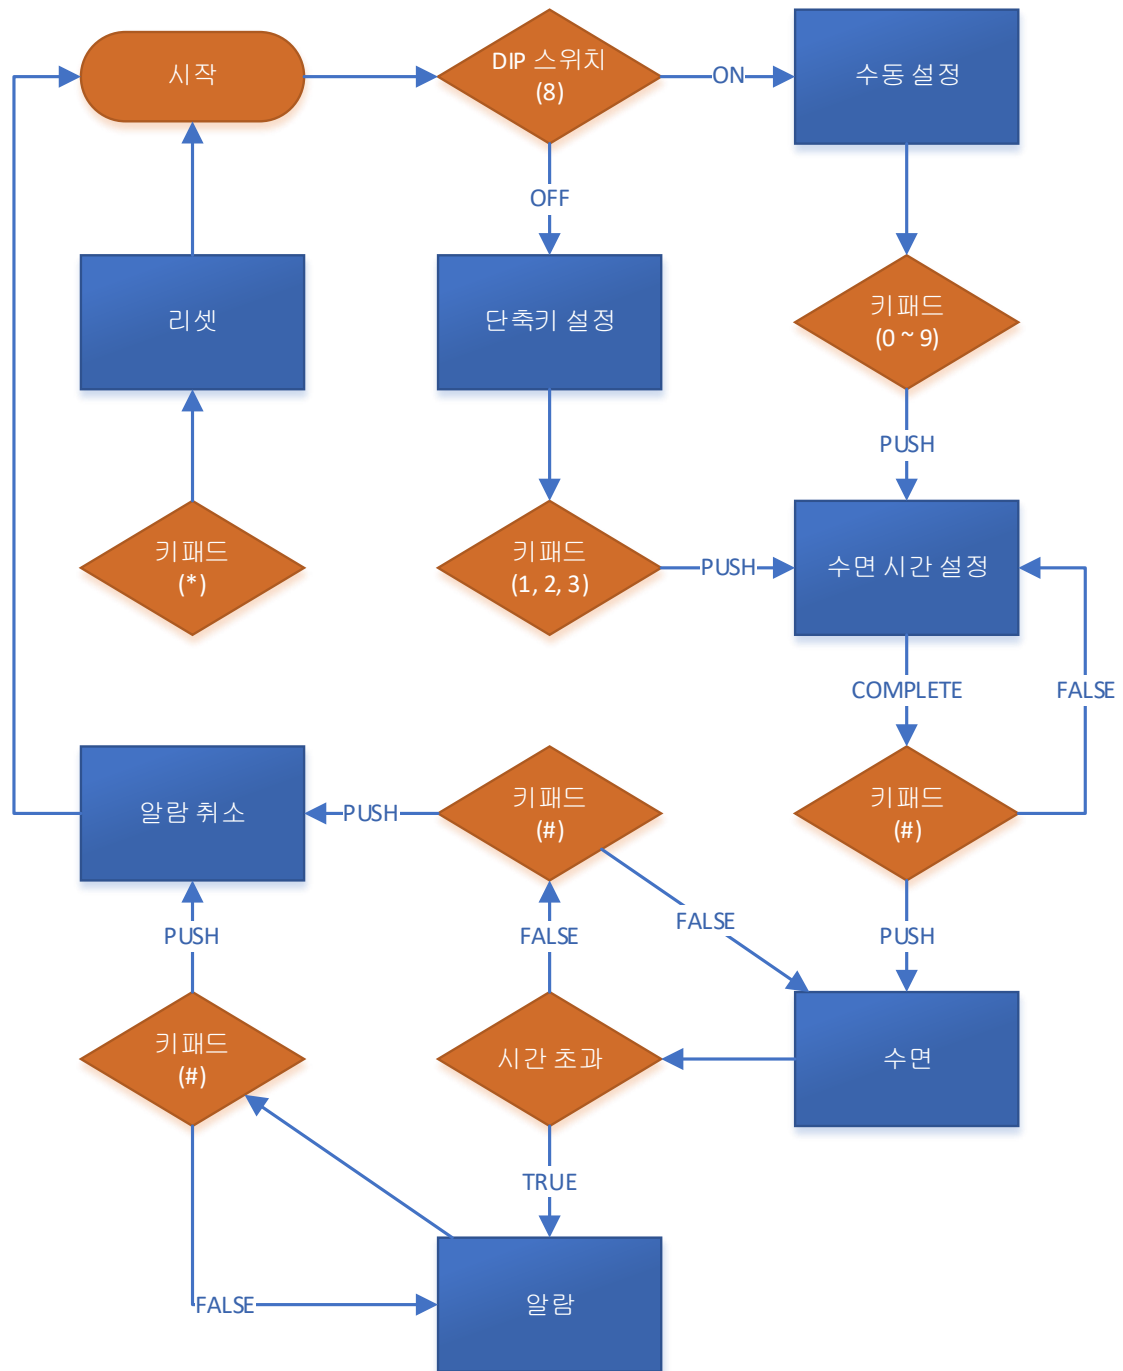 시작
DIP 스위치
(8)
ON
수동 설정
OFF
리셋
단축키 설정
키패드
(0 ~ 9)
PUSH
키패드
(*)
키패드
(1, 2, 3)
PUSH
수면 시간 설정
COMPLETE
FALSE
알람 취소
PUSH
키패드
(#)
키패드
(#)
PUSH
FALSE
FALSE
PUSH
키패드
(#)
시간 초과
수면
TRUE
FALSE
알람